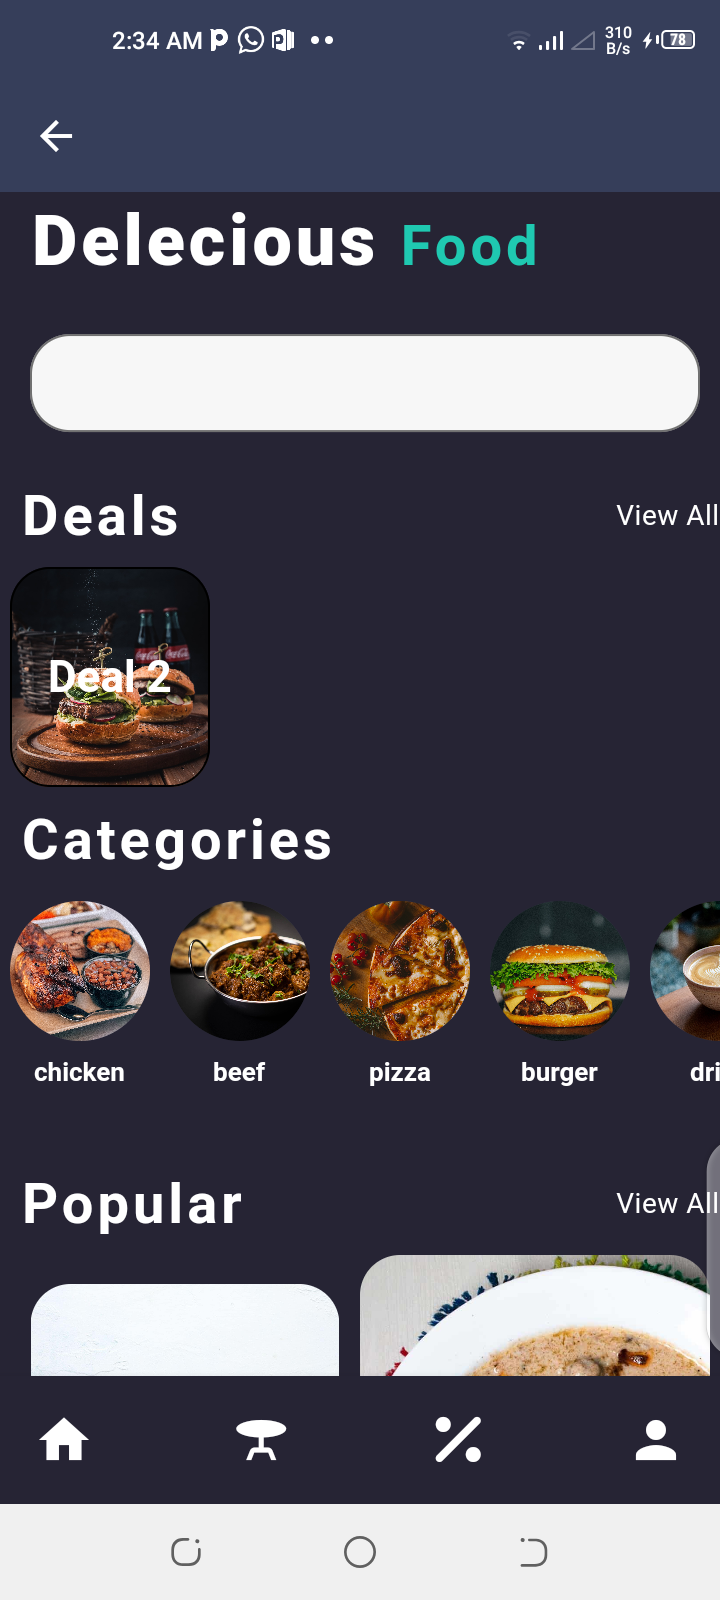 2:34 AM
310
B/s
78
Delecious Food
Deals
View All
Deal 2
Categories
chicken
beef
pizza
burger
dri
Popular
View All